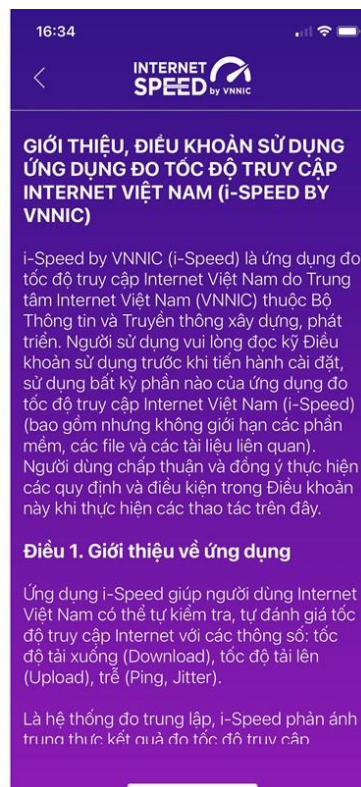 16:34
INTERNET
SPEED by VNNIC
GIỚI THIỆU, ĐIỀU KHOẢN SỬ DỤNG
ỨNG DỤNG ĐO TỐC ĐỘ TRUY CẬP
INTERNET VIỆT NAM (i-SPEED BY
VNNIC)
i-Speed by VNNIC (i-Speed) là ứng dụng đo
tốc độ truy cập Internet Việt Nam do Trung
tâm Internet Việt Nam (VNNIC) thuộc Bộ
Thông tin và Truyền thông xây dựng, phát
triển. Người sử dụng vui lòng đọc kỹ Điều
khoản sử dụng trước khi tiến hành cài đặt,
sử dụng bất kỳ phần nào của ứng dụng đo
tốc độ truy cập Internet Việt Nam (i-Speed)
(bao gồm nhưng không giới hạn các phần
mềm, các file và các tài liệu liên quan).
Người dùng chấp thuận và đồng ý thực hiện
các quy định và điều kiện trong Điều khoản
này khi thực hiện các thao tác trên đây.
Điều 1. Giới thiệu về ứng dụng
Ứng dụng i-Speed giúp người dùng Internet
Việt Nam có thể tự kiểm tra, tự đánh giá tốc
độ truy cập Internet với các thông số: tốc
độ tải xuống (Download), tốc độ tải lên
(Upload), trễ (Ping, Jitter).
Là hệ thống đo trung lập, i-Speed phản ánh
trung thực kết quả đo tốc độ truy cập